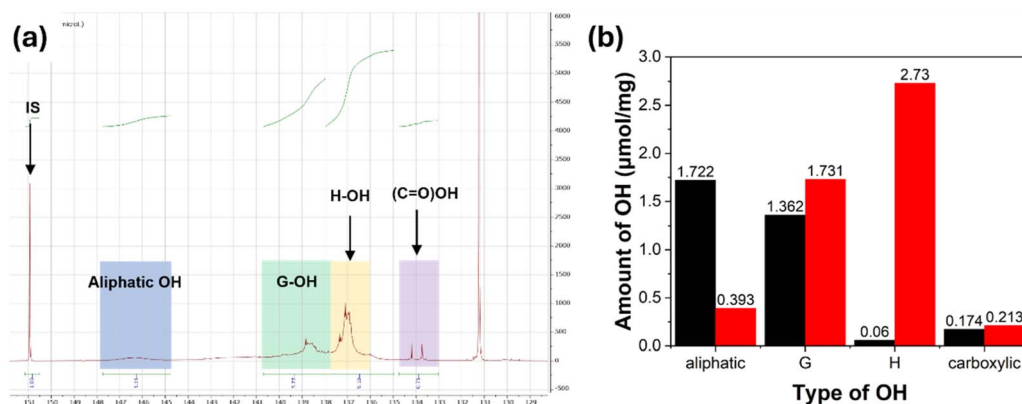 (a)
microL)
IS
H-OH
(C=O)OH
Aliphatic OH
G-OH
6000
5500
5000
4500
4000
3500
3000
2500
2000
1500
1000
500
0
-500
151 150 149 148 147 146 145 144 143 142 141 140 139 138 137 136 135 134 133 132 131 130 129
(b)
Amount of OH (μmol/mg)
3.0
2.5
2.0
1.5
1.0
0.5
0.0
1.722
0.393
1.362
1.731
0.06
2.73
0.174
0.213
aliphatic G H carboxylic
Type of OH